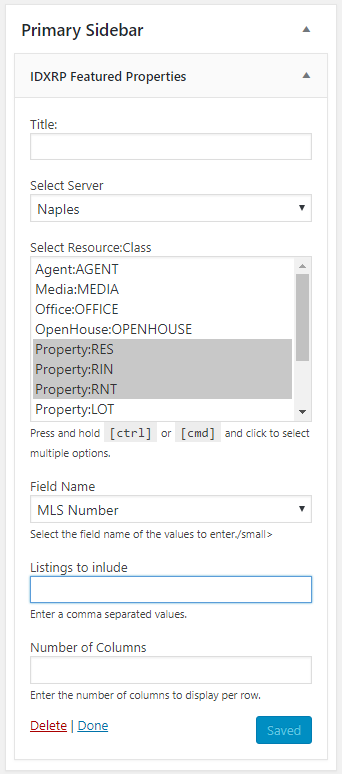 Primary Sidebar
IDXRP Featured Properties
Title:
Select Server
Naples
Select Resource:Class
Agent:AGENT
Media:MEDIA
Office:OFFICE
OpenHouse:OPENHOUSE
Property:RES
Property:RIN
Property:RNT
Property:LOT
Press and hold [ctrl] or [cmd] and click to select
multiple options.
Field Name
MLS Number
Select the field name of the values to enter./small>
Listings to inlude
Enter a comma separated values.
Number of Columns
Enter the number of columns to display per row.
Delete | Done Saved